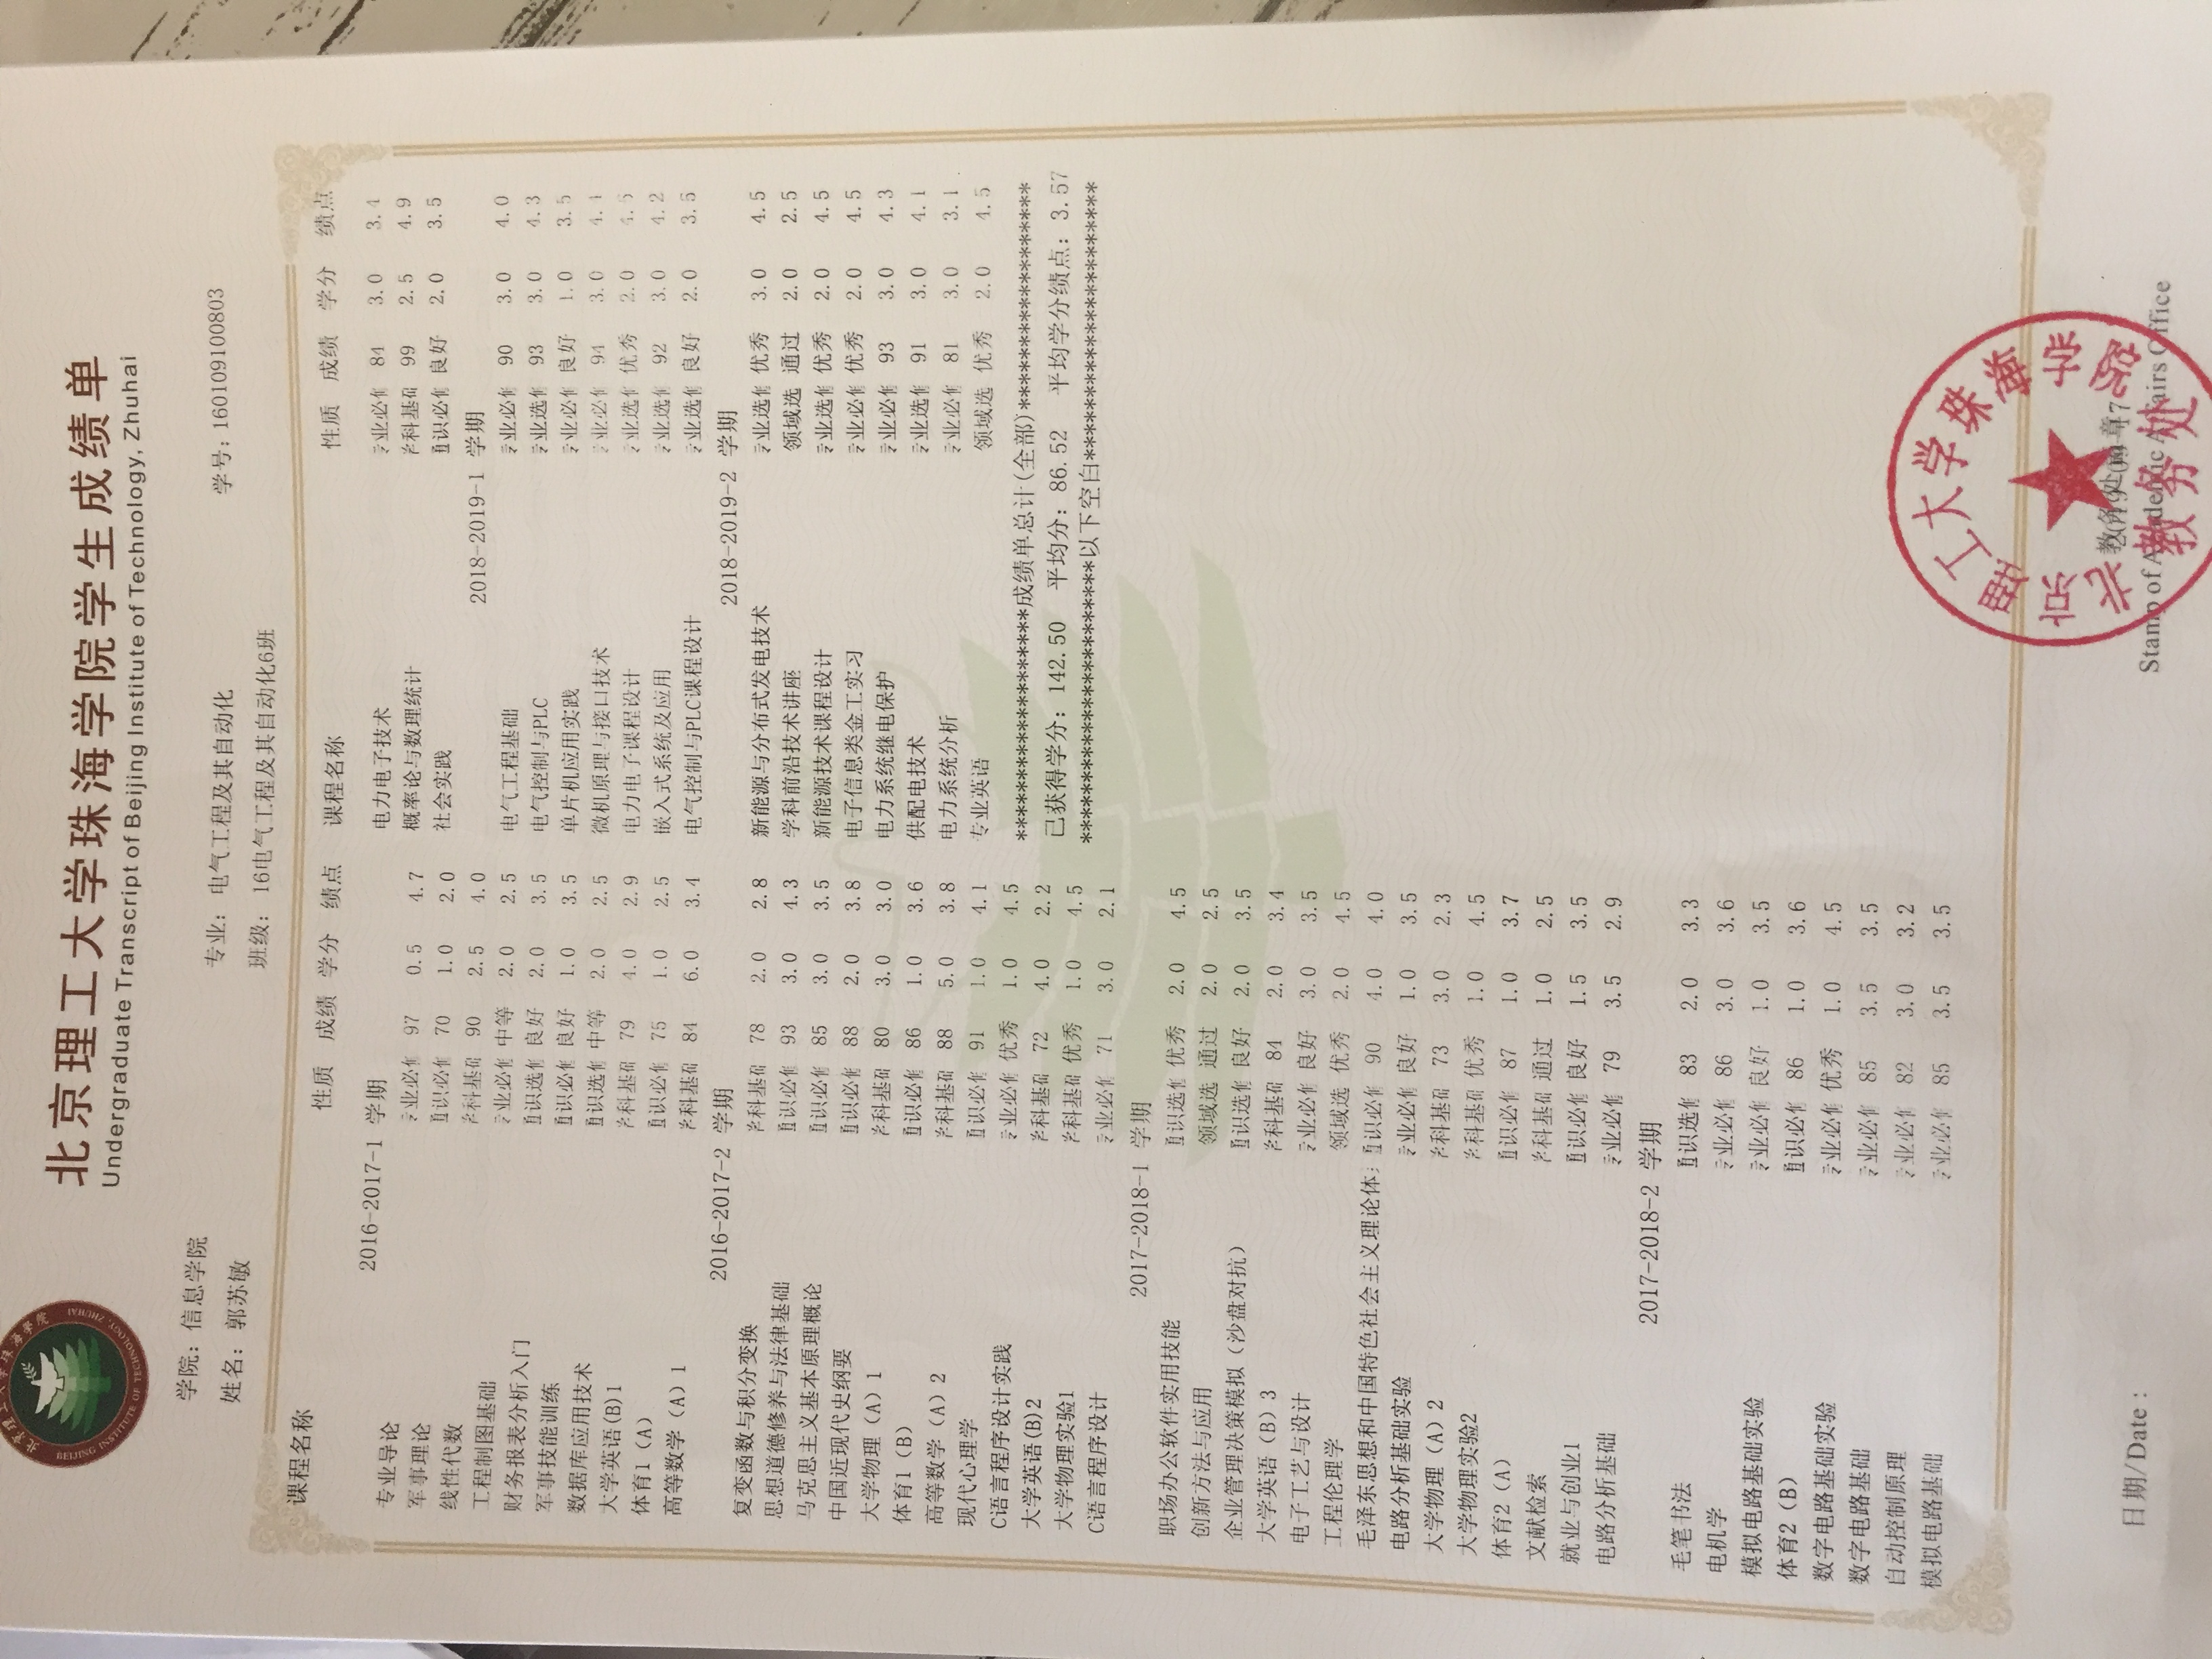 北京理工大学珠海学院
BEIJING INSTITUTE OF TECHNOLOGY, ZHUHAI
北京理工大学珠海学院学生成绩单
Undergraduate Transcript of Beijing Institute of Technology, Zhuhai
学院：信息学院
姓名：郭苏敏
专业：电气工程及其自动化
学号：160109100803
班级：16电气工程及其自动化6班
课程名称 性质 成绩 学分 绩点
2016-2017-1 学期
专业导论 专业必修 97 0.5 4.7
军事理论 通识必修 70 1.0 2.0
线性代数 学科基础 90 2.5 4.0
工程制图基础 专业必修 中等 2.0 2.5
财务报表分析入门 通识选修 良好 2.0 3.5
军事技能训练 通识必修 良好 1.0 3.5
数据库应用技术 通识选修 中等 2.0 2.5
大学英语(B)1 学科基础 79 4.0 2.9
体育1（A） 通识必修 75 1.0 2.5
高等数学（A）1 学科基础 84 6.0 3.4
2016-2017-2 学期
复变函数与积分变换 学科基础 78 2.0 2.8
思想道德修养与法律基础 通识必修 93 3.0 4.3
马克思主义基本原理概论 通识必修 85 3.0 3.5
中国近现代史纲要 通识必修 88 2.0 3.8
大学物理（A）1 学科基础 80 3.0 3.0
体育1（B） 通识必修 86 1.0 3.6
高等数学（A）2 学科基础 88 5.0 3.8
现代心理学 通识必修 91 1.0 4.1
C语言程序设计实践 专业必修 优秀 1.0 4.5
大学英语(B)2 学科基础 72 4.0 2.2
大学物理实验1 学科基础 优秀 1.0 4.5
C语言程序设计 专业必修 71 3.0 2.1
2017-2018-1 学期
职场办公软件实用技能 通识选修 优秀 2.0 4.5
创新方法与应用 领域选 通过 2.0 2.5
企业管理决策模拟（沙盘对抗） 通识选修 良好 2.0 3.5
大学英语（B）3 学科基础 84 2.0 3.4
电子工艺与设计 专业必修 良好 3.0 3.5
工程伦理学 领域选 优秀 2.0 4.5
毛泽东思想和中国特色社会主义理论体 通识必修 90 4.0 4.0
电路分析基础实验 专业必修 良好 1.0 3.5
大学物理（A）2 学科基础 73 3.0 2.3
大学物理实验2 学科基础 优秀 1.0 4.5
体育2（A） 通识必修 87 1.0 3.7
文献检索 学科基础 通过 1.0 2.5
就业与创业1 通识必修 良好 1.5 3.5
电路分析基础 专业必修 79 3.5 2.9
2017-2018-2 学期
毛笔书法 通识选修 83 2.0 3.3
电机学 专业必修 86 3.0 3.6
模拟电路基础实验 专业必修 良好 1.0 3.5
体育2（B） 通识必修 86 1.0 3.6
数字电路基础实验 专业必修 优秀 1.0 4.5
数字电路基础 专业必修 85 3.5 3.5
自动控制原理 专业必修 82 3.0 3.2
模拟电路基础 专业必修 85 3.5 3.5
课程名称 性质 成绩 学分 绩点
电力电子技术 专业必修 84 3.0 3.4
概率论与数理统计 学科基础 99 2.5 4.9
社会实践 通识必修 良好 2.0 3.5
2018-2019-1 学期
电气工程基础 专业必修 90 3.0 4.0
电气控制与PLC 专业选修 93 3.0 4.3
单片机应用实践 专业必修 良好 1.0 3.5
微机原理与接口技术 专业必修 94 3.0 4.4
电力电子课程设计 专业选修 优秀 2.0 4.5
嵌入式系统及应用 专业选修 92 3.0 4.2
电气控制与PLC课程设计 专业选修 良好 2.0 3.5
2018-2019-2 学期
新能源与分布式发电技术 专业选修 优秀 3.0 4.5
学科前沿技术讲座 领域选 通过 2.0 2.5
新能源技术课程设计 专业选修 优秀 2.0 4.5
电子信息类金工实习 专业必修 优秀 2.0 4.5
电力系统继电保护 专业必修 93 3.0 4.3
供配电技术 专业选修 91 3.0 4.1
电力系统分析 专业必修 81 3.0 3.1
专业英语 领域选 优秀 2.0 4.5
*******************成绩单总计(全部)*******************
已获得学分：142.50 平均分：86.52 平均学分绩点：3.57
***********************以下空白***********************
日期/Date：
北京理工大学珠海学院
教务处盖章
2019-09-17
Stamp of Academic Affairs Office
教务处